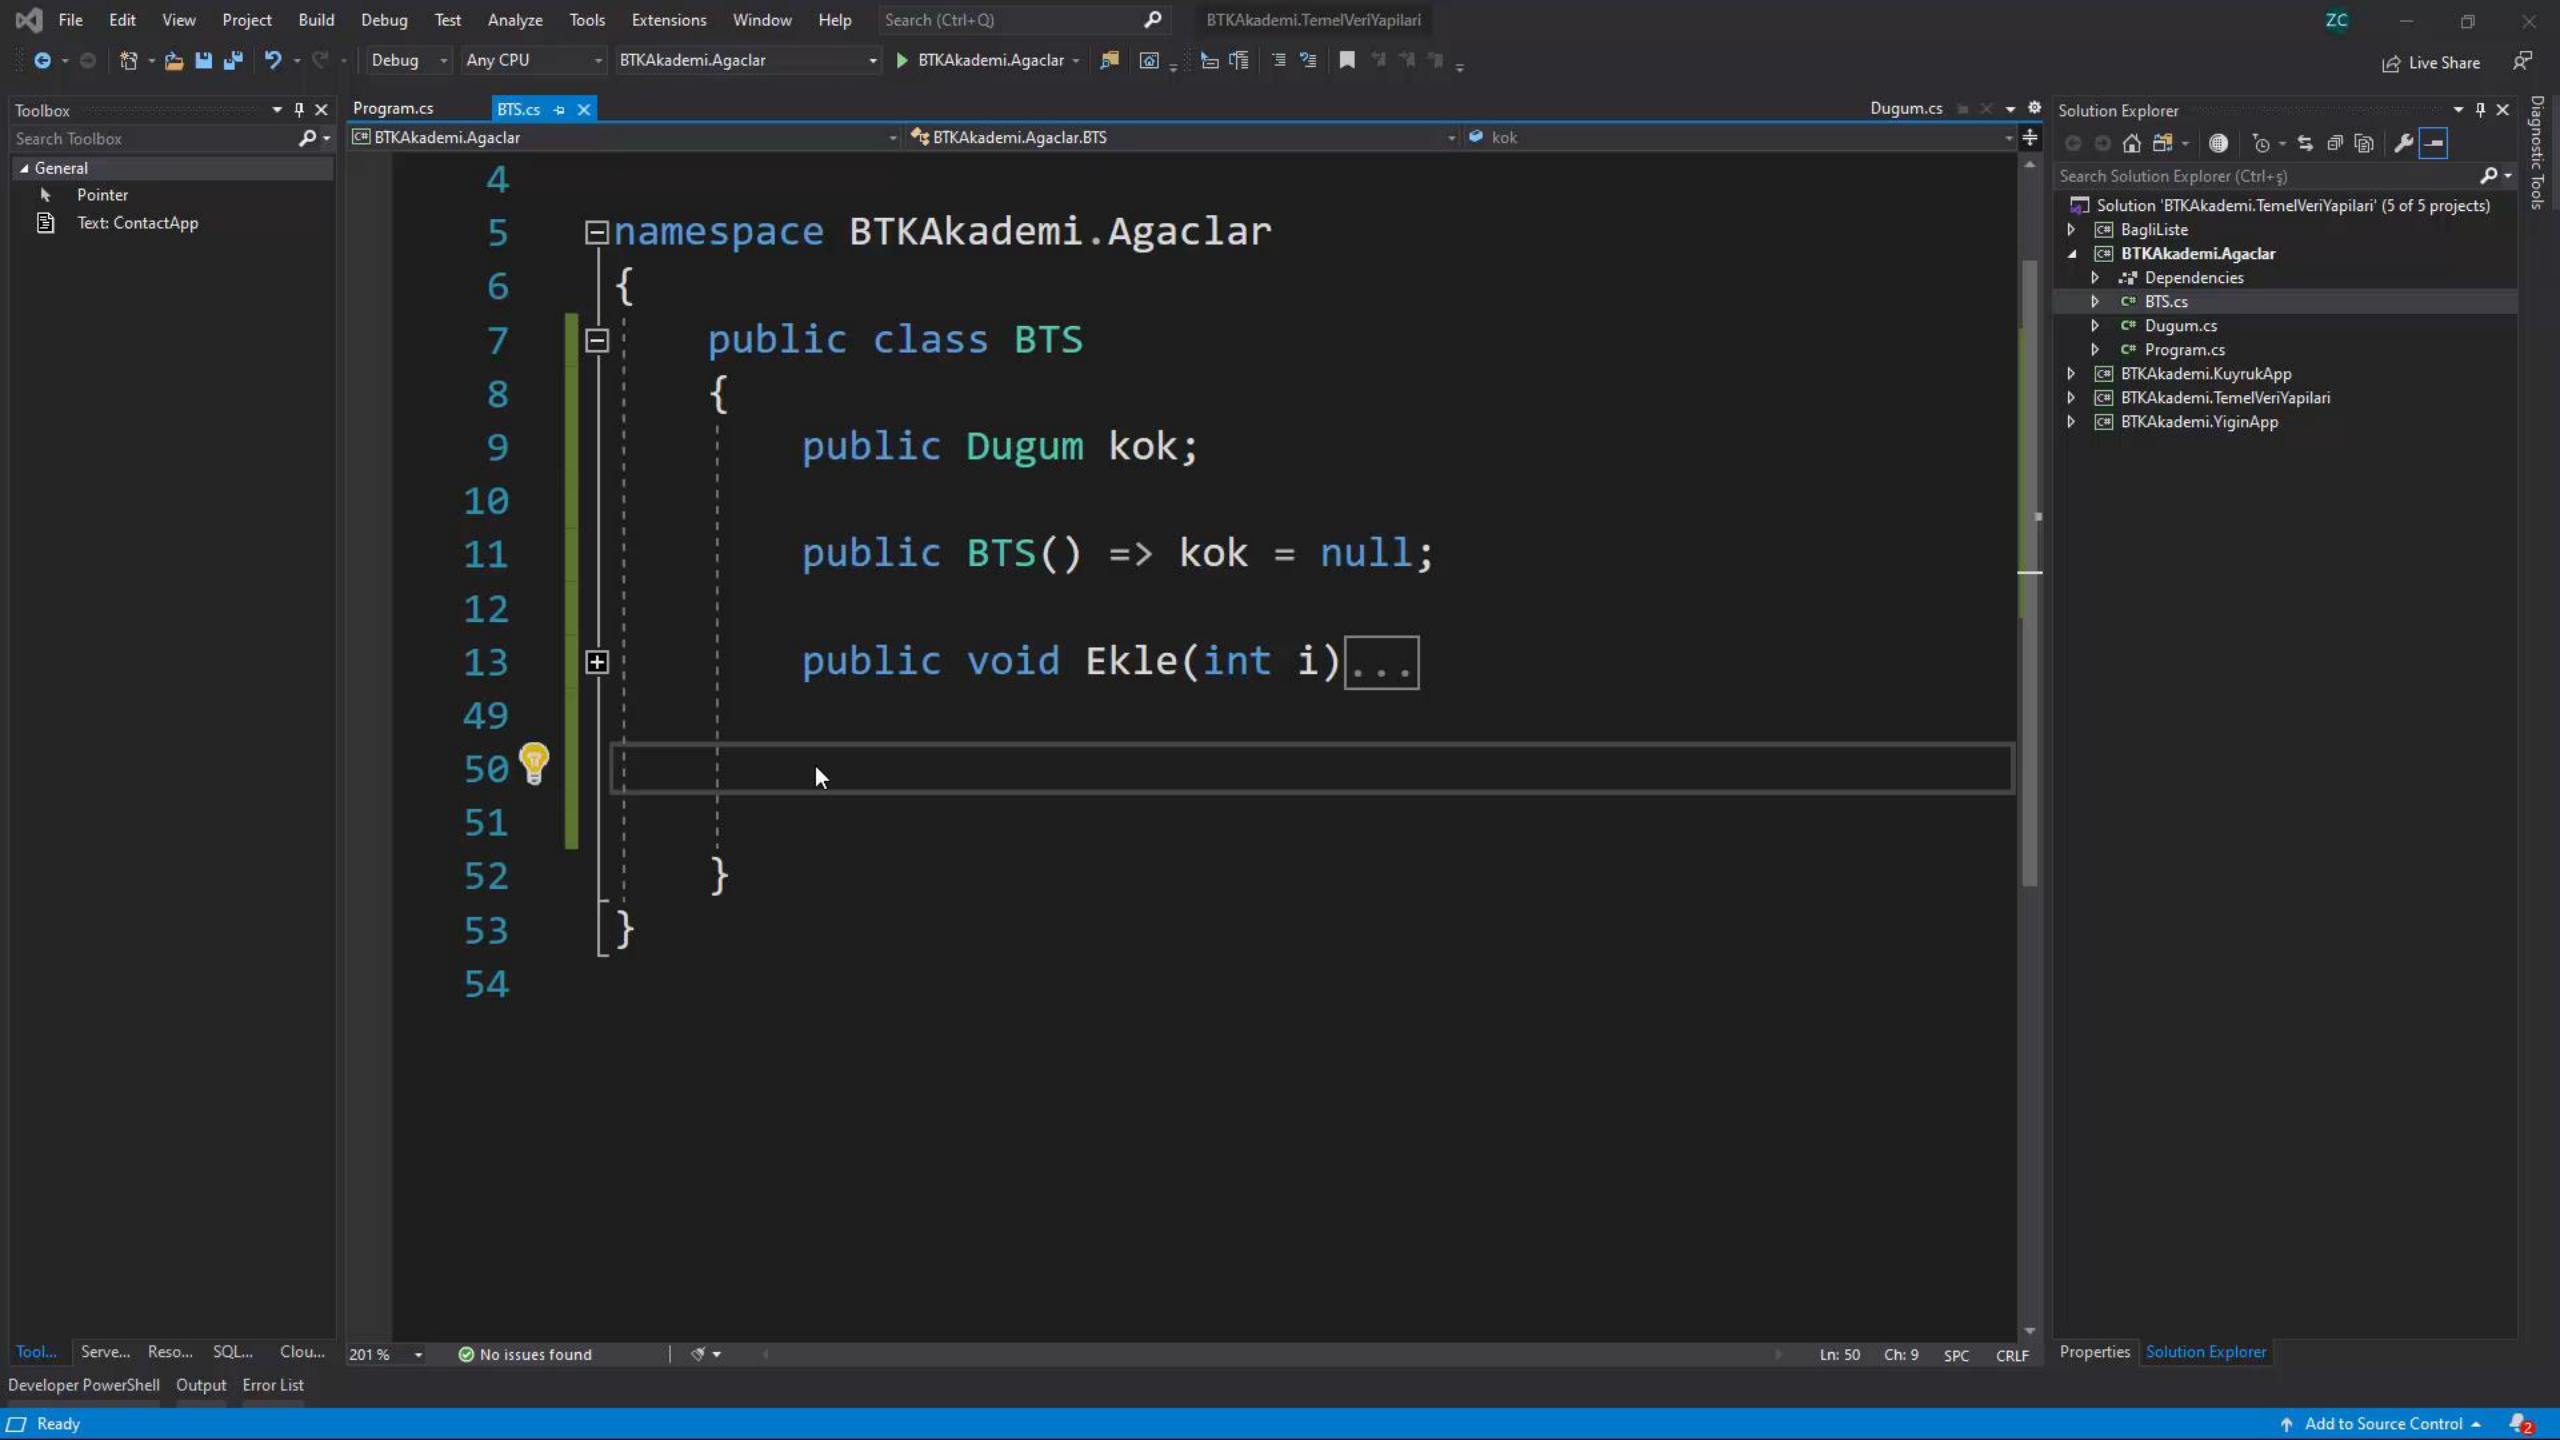 File Edit View Project Build Debug Test Analyze Tools Extensions Window Help Search (Ctrl+Q) BTKAkademi.TemelVeriYapilari ZC
Debug Any CPU BTKAkademi.Agaclar BTKAkademi.Agaclar Live Share
Toolbox
Search Toolbox
General
Pointer
Text: ContactApp
Program.cs BTS.cs Dugum.cs
BTKAkademi.Agaclar BTKAkademi.Agaclar.BTS kok
4
5 namespace BTKAkademi.Agaclar
6 {
7 public class BTS
8 {
9 public Dugum kok;
10
11 public BTS() => kok = null;
12
13 public void Ekle(int i)...
49
50
51
52 }
53 }
54
Solution Explorer
Search Solution Explorer (Ctrl+ş)
Solution 'BTKAkademi.TemelVeriYapilari' (5 of 5 projects)
BagliListe
BTKAkademi.Agaclar
Dependencies
C# BTS.cs
C# Dugum.cs
C# Program.cs
BTKAkademi.KuyrukApp
BTKAkademi.TemelVeriYapilari
BTKAkademi.YiginApp
Diagnostic Tools
Tool... Serve... Reso... SQL... Clou...
201 % No issues found Ln: 50 Ch: 9 SPC CRLF
Properties Solution Explorer
Developer PowerShell Output Error List
Ready Add to Source Control 2